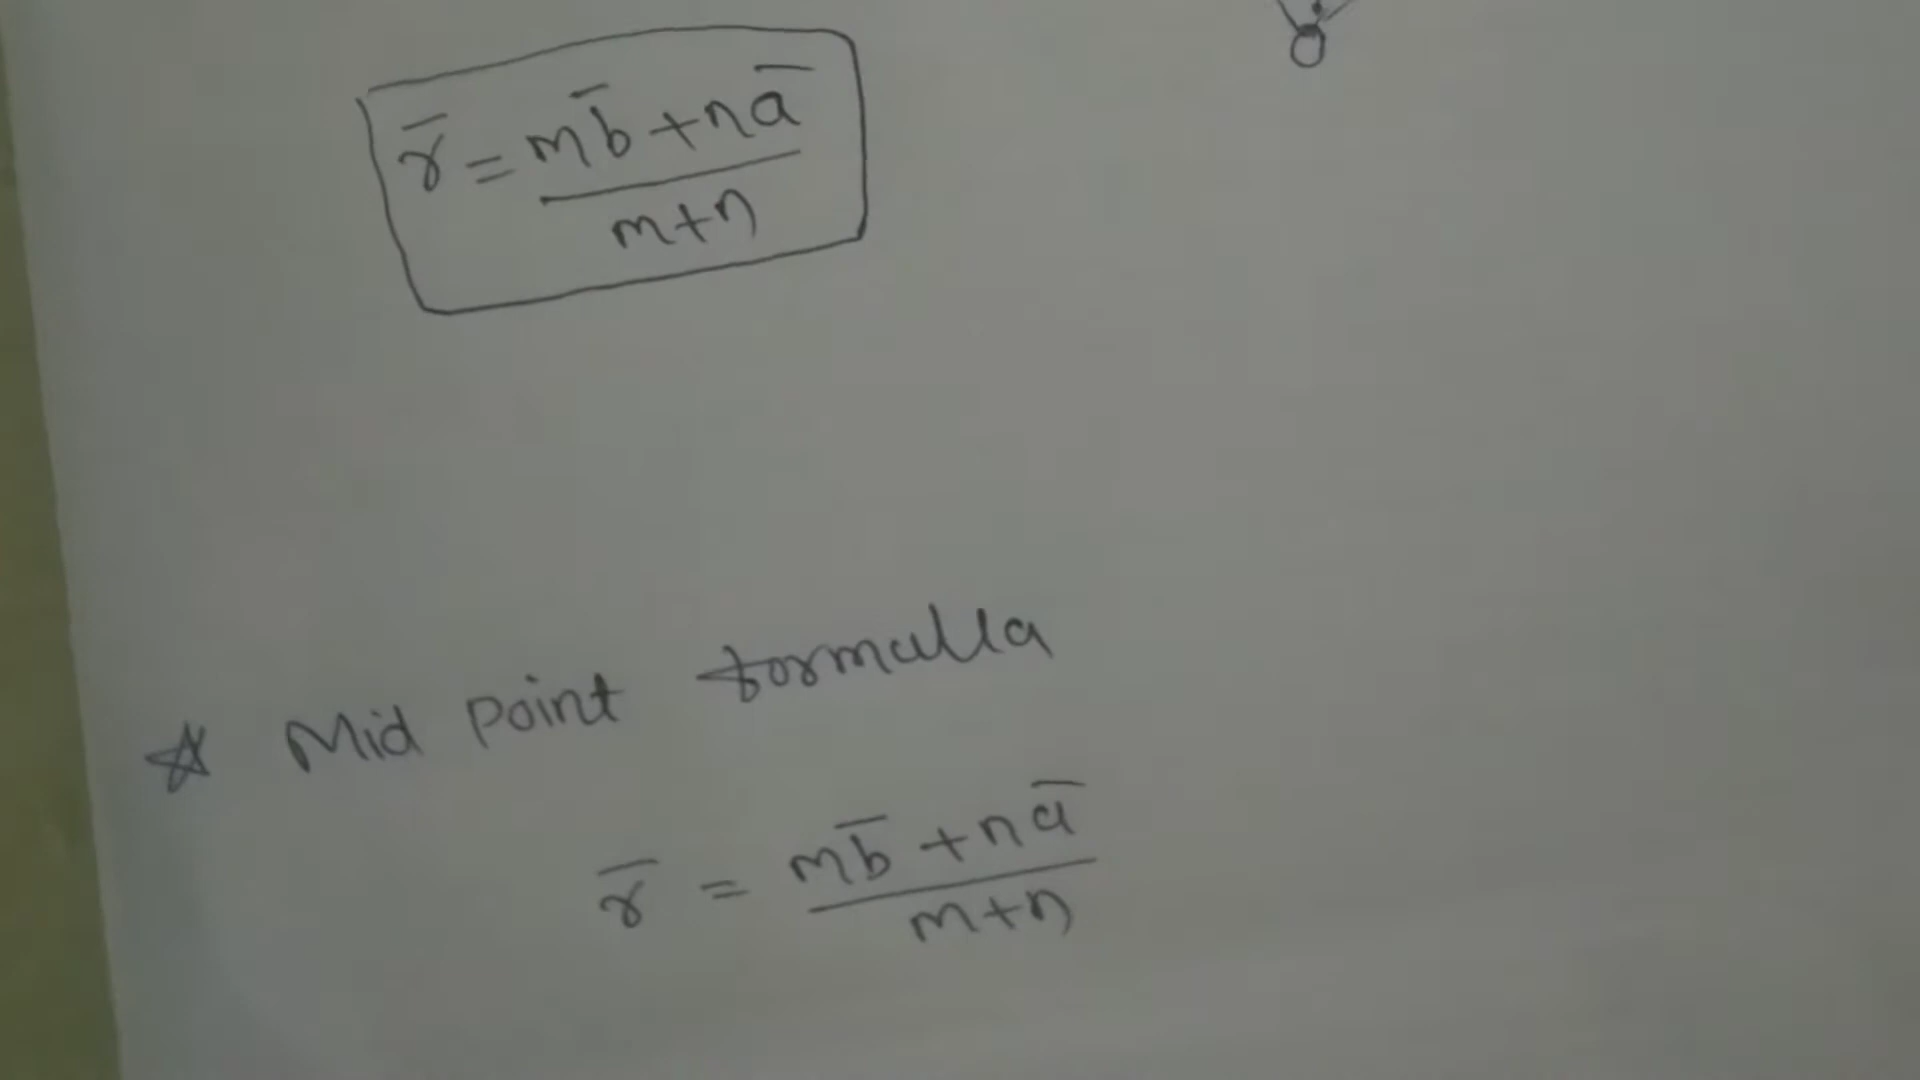 r̄ = mb̄ + nā
m+n
☆ Mid Point formulla
r̄ = mb̄ + nā
m+n